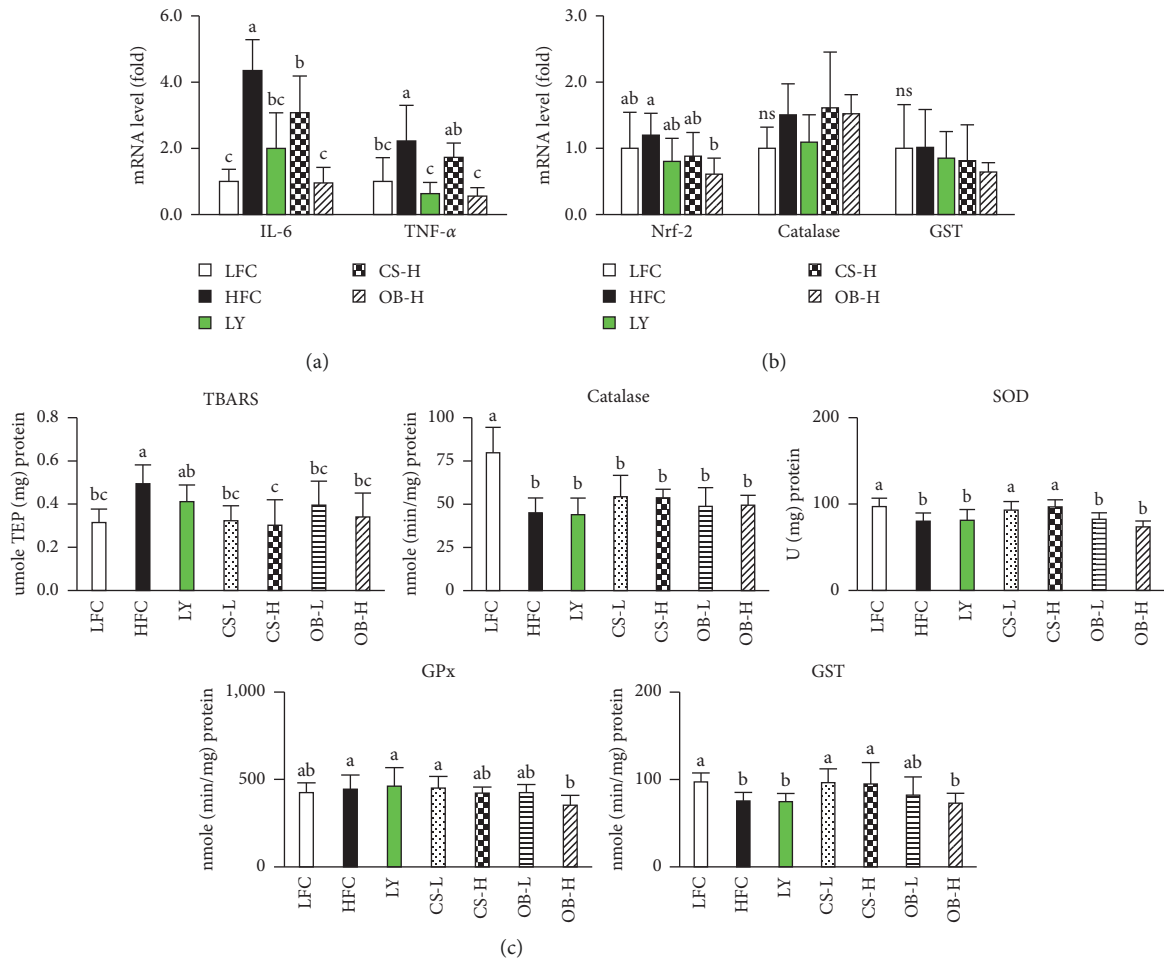 mRNA level (fold)
6.0
4.0
2.0
0.0
c
a
bc
b
c
bc
a
c
ab
c
IL-6
TNF-α
LFC
HFC
LY
CS-H
OB-H
(a)
mRNA level (fold)
3.0
2.0
1.0
0.0
ab
a
ab
ab
b
ns
ns
Nrf-2
Catalase
GST
LFC
HFC
LY
CS-H
OB-H
(b)
TBARS
umole TEP (mg) protein
0.8
0.6
0.4
0.2
0.0
bc
a
ab
bc
c
bc
bc
LFC
HFC
LY
CS-L
CS-H
OB-L
OB-H
Catalase
nmole (min/mg) protein
100
75
50
25
0
a
b
b
b
b
b
b
LFC
HFC
LY
CS-L
CS-H
OB-L
OB-H
SOD
U (mg) protein
200
100
0
a
b
b
a
a
b
b
LFC
HFC
LY
CS-L
CS-H
OB-L
OB-H
GPx
nmole (min/mg) protein
1,000
500
0
ab
a
a
a
ab
ab
b
LFC
HFC
LY
CS-L
CS-H
OB-L
OB-H
GST
nmole (min/mg) protein
200
100
0
a
b
b
a
a
ab
b
LFC
HFC
LY
CS-L
CS-H
OB-L
OB-H
(c)